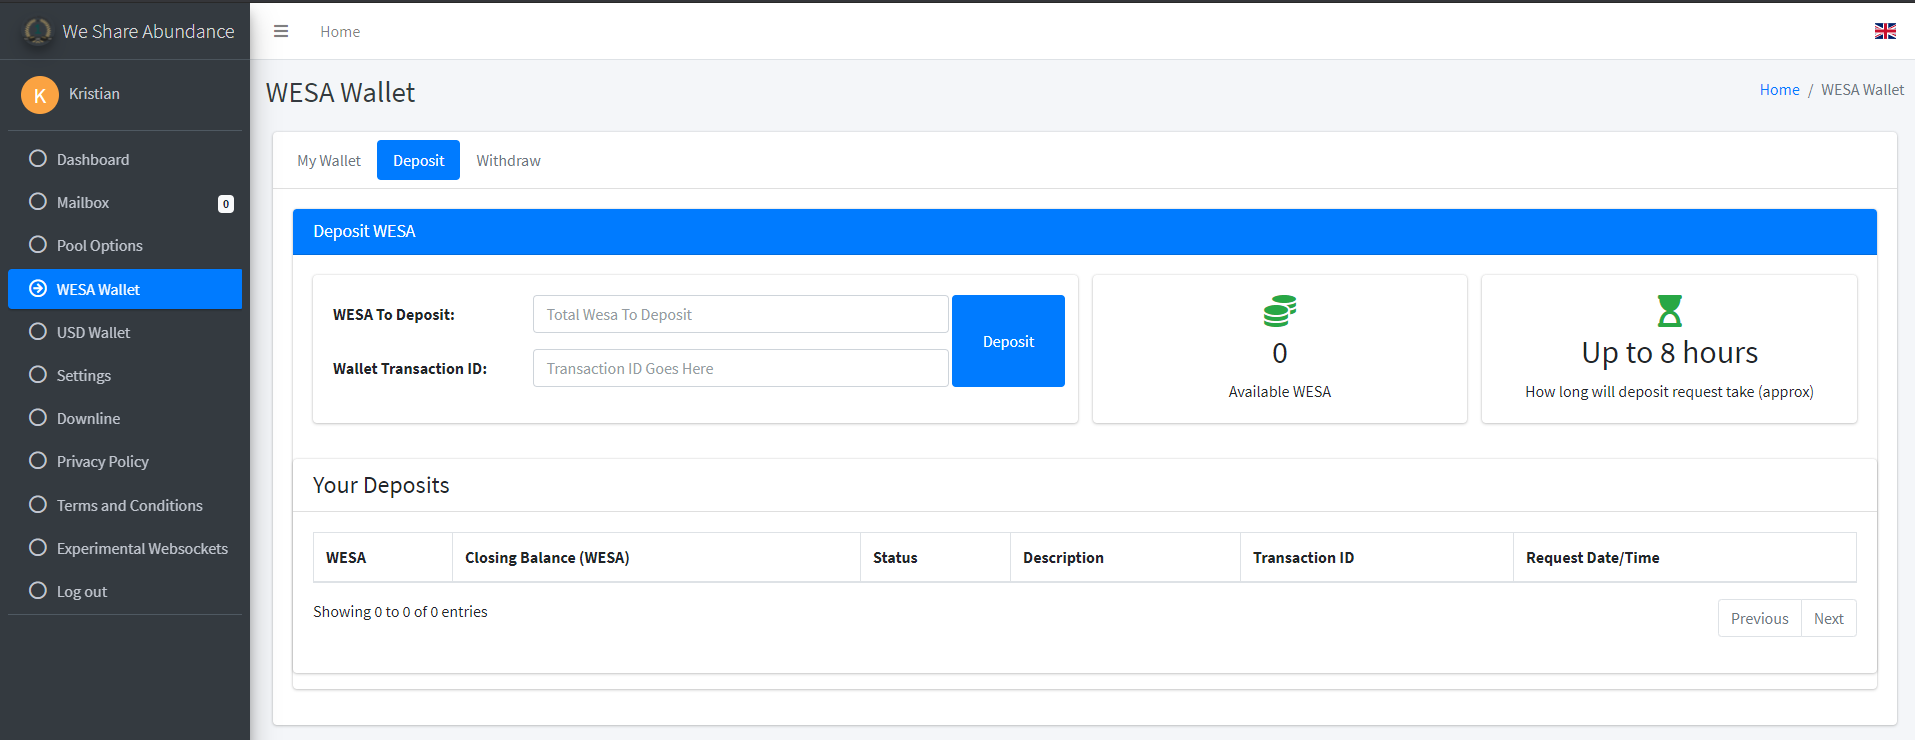 We Share Abundance
Home
K
Kristian
WESA Wallet
Home / WESA Wallet
Dashboard
Mailbox 0
Pool Options
WESA Wallet
USD Wallet
Settings
Downline
Privacy Policy
Terms and Conditions
Experimental Websockets
Log out
My Wallet Deposit Withdraw
Deposit WESA
WESA To Deposit: Total Wesa To Deposit
Wallet Transaction ID: Transaction ID Goes Here
Deposit
0
Available WESA
Up to 8 hours
How long will deposit request take (approx)
Your Deposits
WESA Closing Balance (WESA) Status Description Transaction ID Request Date/Time
Showing 0 to 0 of 0 entries
Previous Next